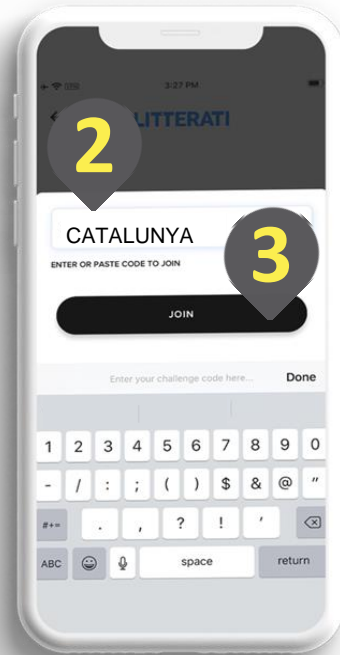 3:27 PM
LITTERATI
2
CATALUNYA
3
ENTER OR PASTE CODE TO JOIN
JOIN
Enter your challenge code here... Done
1 2 3 4 5 6 7 8 9 0
- / : ; ( ) $ & @ "
#+= . , ? ! '
ABC space return